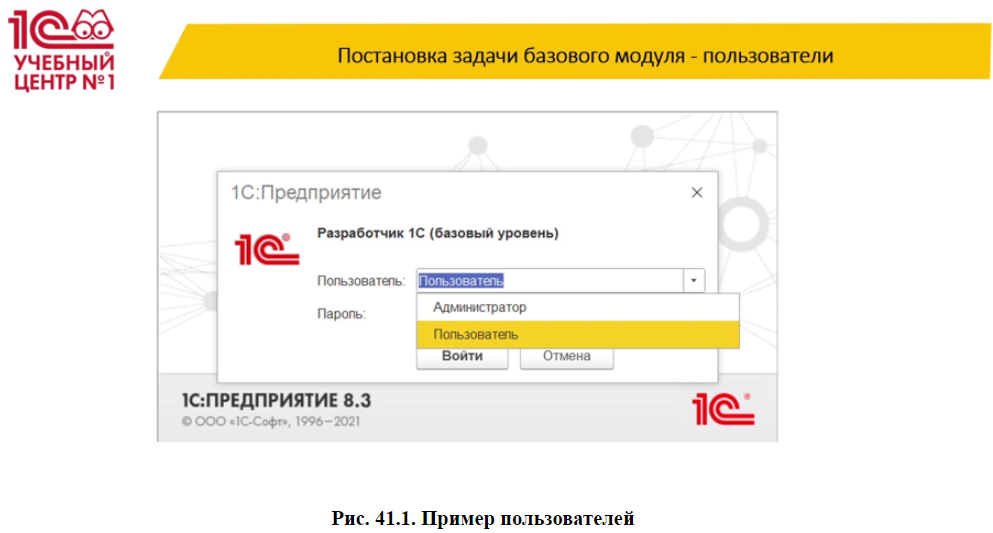 1С
УЧЕБНЫЙ
ЦЕНТР №1
Постановка задачи базового модуля - пользователи
1С:Предприятие
Разработчик 1С (базовый уровень)
1С
Пользователь: Пользователь
Администратор
Пароль:
Пользователь
Войти Отмена
1С:ПРЕДПРИЯТИЕ 8.3
© ООО «1С-Софт», 1996–2021
1С
Рис. 41.1. Пример пользователей